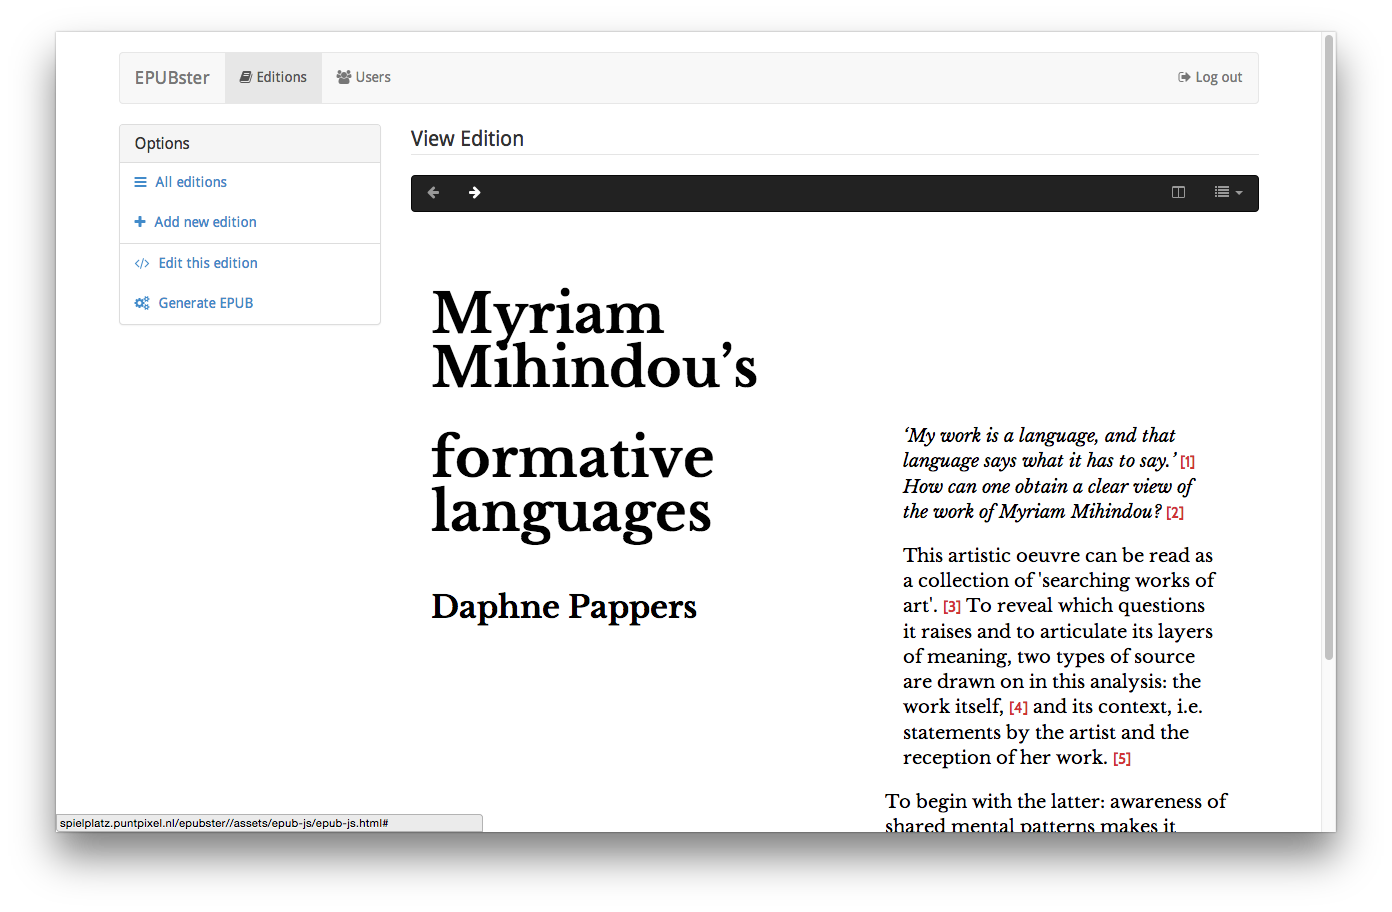 EPUBster Editions Users Log out
Options
All editions
Add new edition
Edit this edition
Generate EPUB
View Edition
Myriam
Mihindou’s
formative
languages
Daphne Pappers
‘My work is a language, and that
language says what it has to say.’ [1]
How can one obtain a clear view of
the work of Myriam Mihindou? [2]
This artistic oeuvre can be read as
a collection of 'searching works of
art'. [3] To reveal which questions
it raises and to articulate its layers
of meaning, two types of source
are drawn on in this analysis: the
work itself, [4] and its context, i.e.
statements by the artist and the
reception of her work. [5]
To begin with the latter: awareness of
shared mental patterns makes it
spielplatz.puntpixel.nl/epubster//assets/epub-js/epub-js.html#